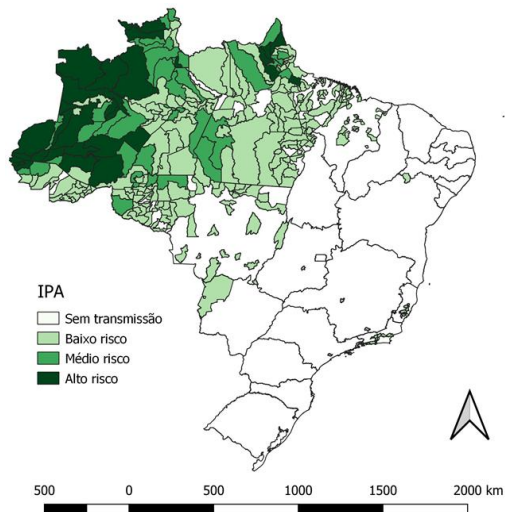 IPA
Sem transmissão
Baixo risco
Médio risco
Alto risco
500 0 500 1000 1500 2000 km